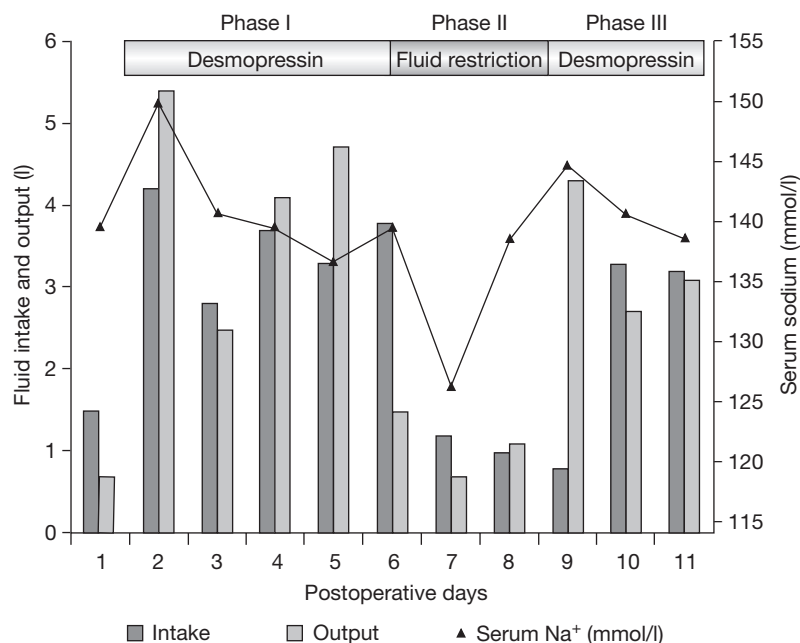 Phase I Phase II Phase III
Desmopressin Fluid restriction Desmopressin
Fluid intake and output (l)
6
5
4
3
2
1
0
155
150
145
140
135
130
125
120
115
Serum sodium (mmol/l)
1 2 3 4 5 6 7 8 9 10 11
Postoperative days
Intake Output Serum Na⁺ (mmol/l)